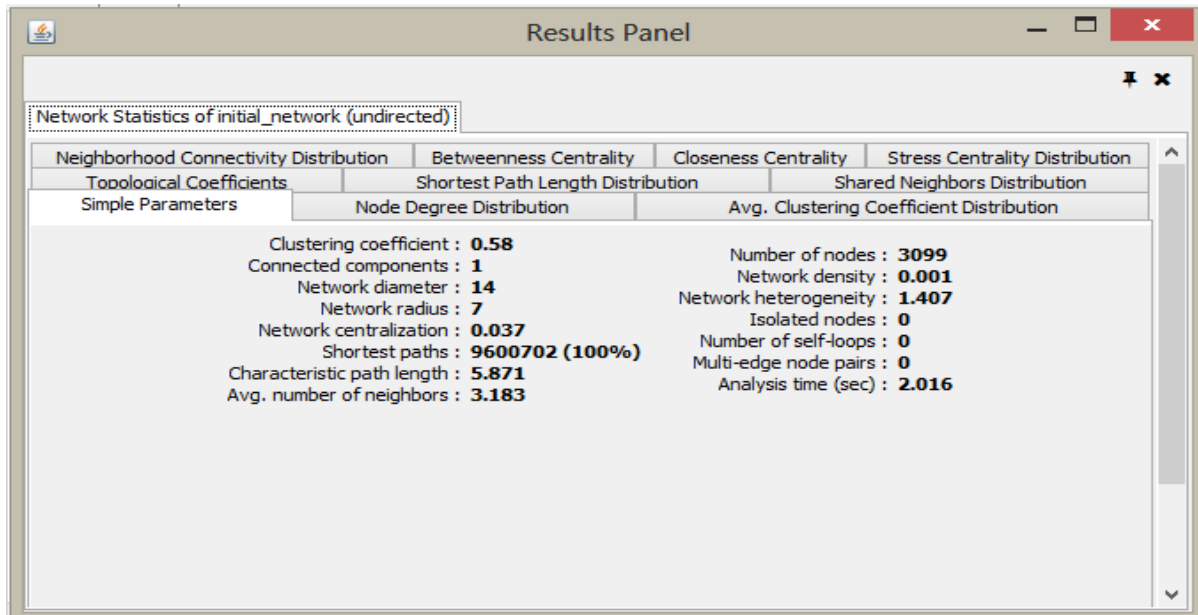 Results Panel
Network Statistics of initial_network (undirected)
Neighborhood Connectivity Distribution Betweenness Centrality Closeness Centrality Stress Centrality Distribution
Topological Coefficients Shortest Path Length Distribution Shared Neighbors Distribution
Simple Parameters Node Degree Distribution Avg. Clustering Coefficient Distribution
Clustering coefficient : 0.58
Connected components : 1
Network diameter : 14
Network radius : 7
Network centralization : 0.037
Shortest paths : 9600702 (100%)
Characteristic path length : 5.871
Avg. number of neighbors : 3.183
Number of nodes : 3099
Network density : 0.001
Network heterogeneity : 1.407
Isolated nodes : 0
Number of self-loops : 0
Multi-edge node pairs : 0
Analysis time (sec) : 2.016